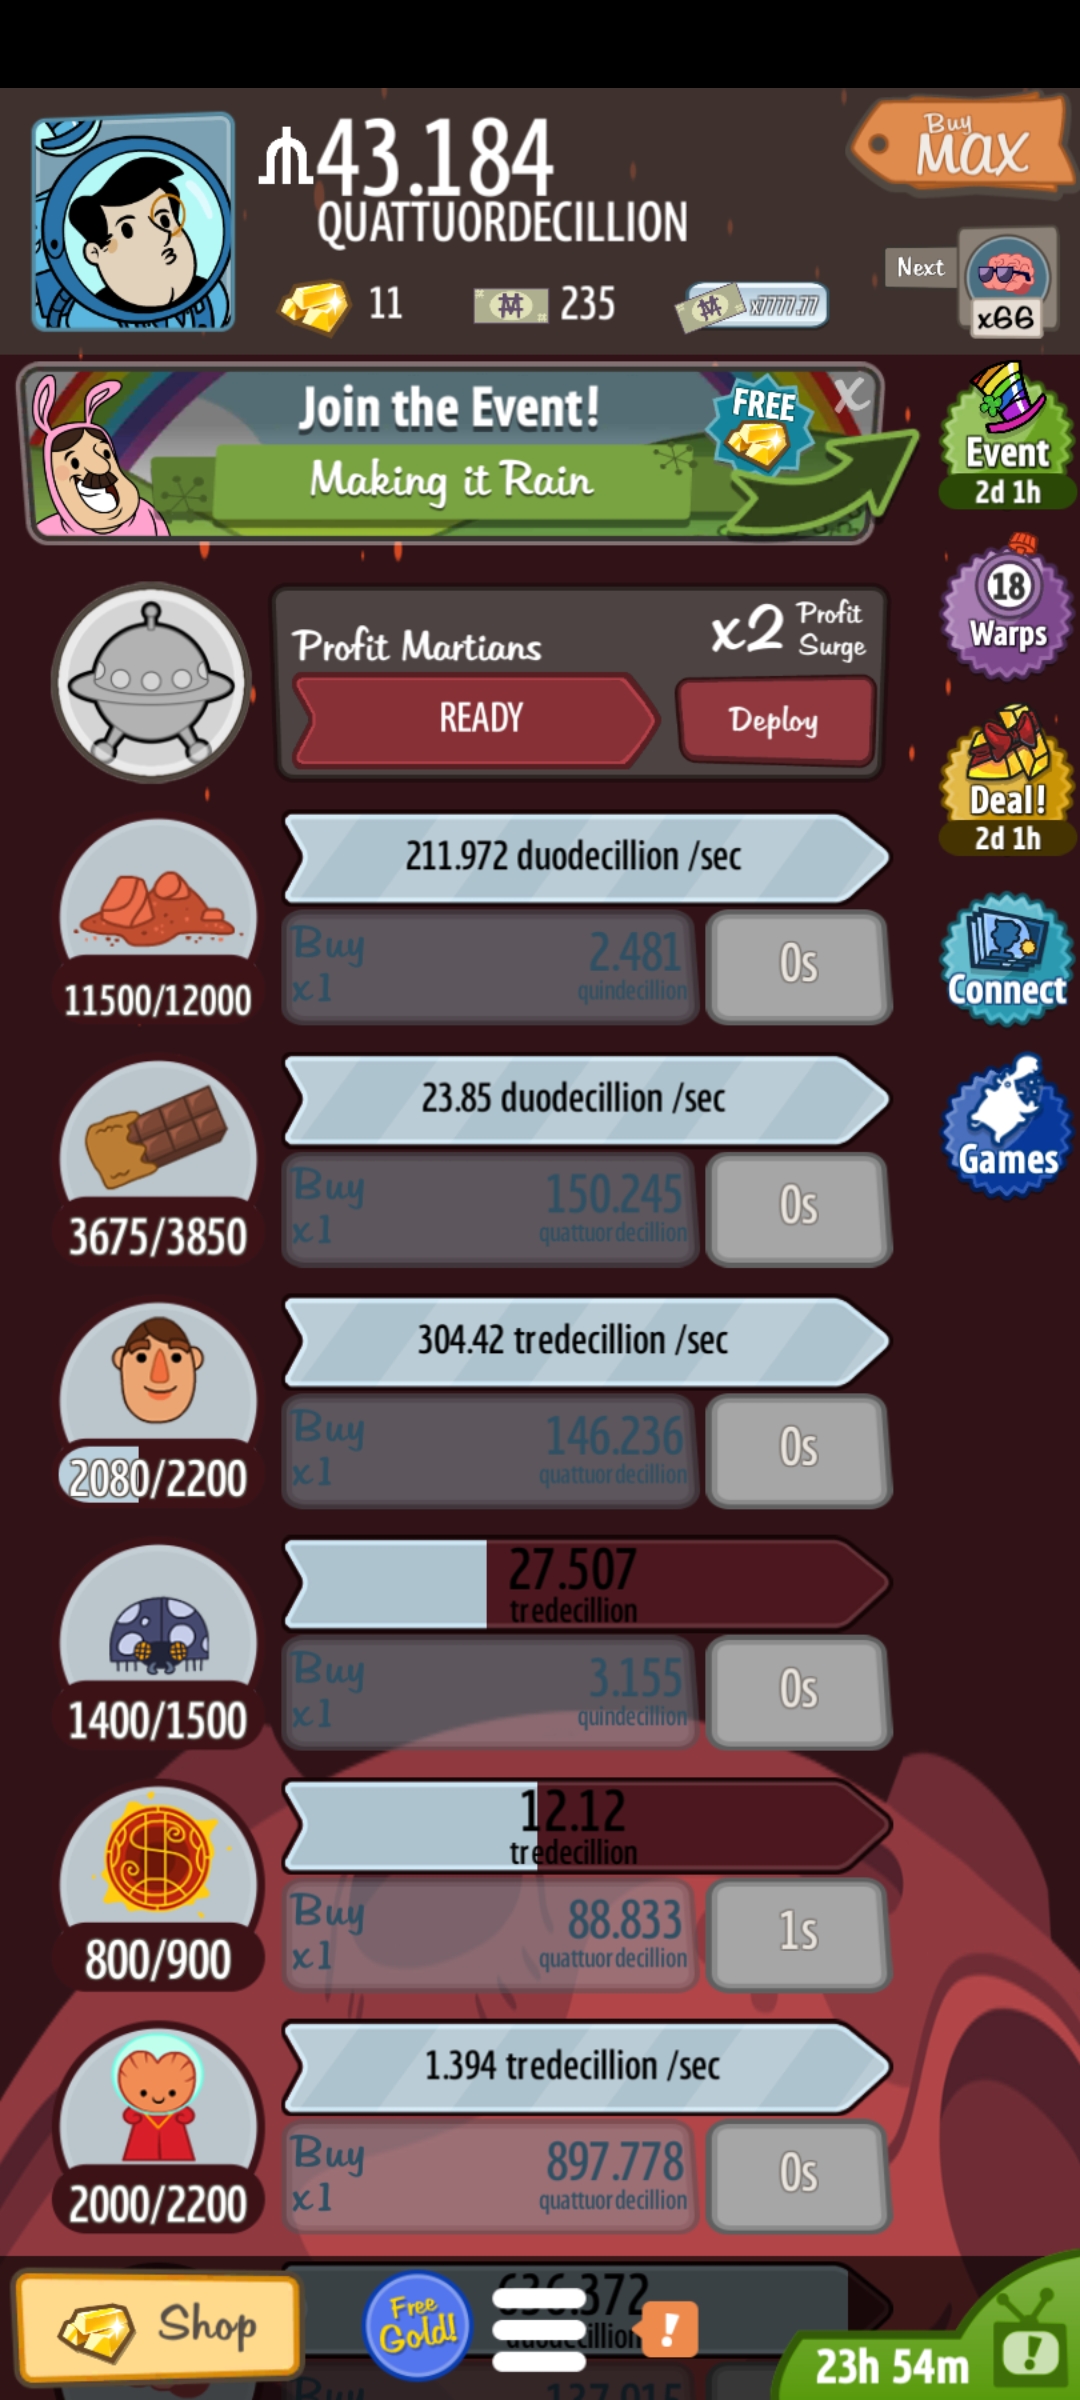 43.184
QUATTUORDECILLION
Buy
MAX
11
235
x7777.77
Next
x66
Join the Event!
Making it Rain
FREE
X
Event
2d 1h
18
Warps
Deal!
2d 1h
Connect
Games
Profit Martians
x2 Profit Surge
READY
Deploy
211.972 duodecillion /sec
Buy x1
2.481
quindecillion
0s
11500/12000
23.85 duodecillion /sec
Buy x1
150.245
quattuordecillion
0s
3675/3850
304.42 tredecillion /sec
Buy x1
146.236
quattuordecillion
0s
2080/2200
27.507
tredecillion
Buy x1
3.155
quindecillion
0s
1400/1500
12.12
tredecillion
Buy x1
88.833
quattuordecillion
1s
800/900
1.394 tredecillion /sec
Buy x1
897.778
quattuordecillion
0s
2000/2200
Shop
Free
Gold!
!
23h 54m
!